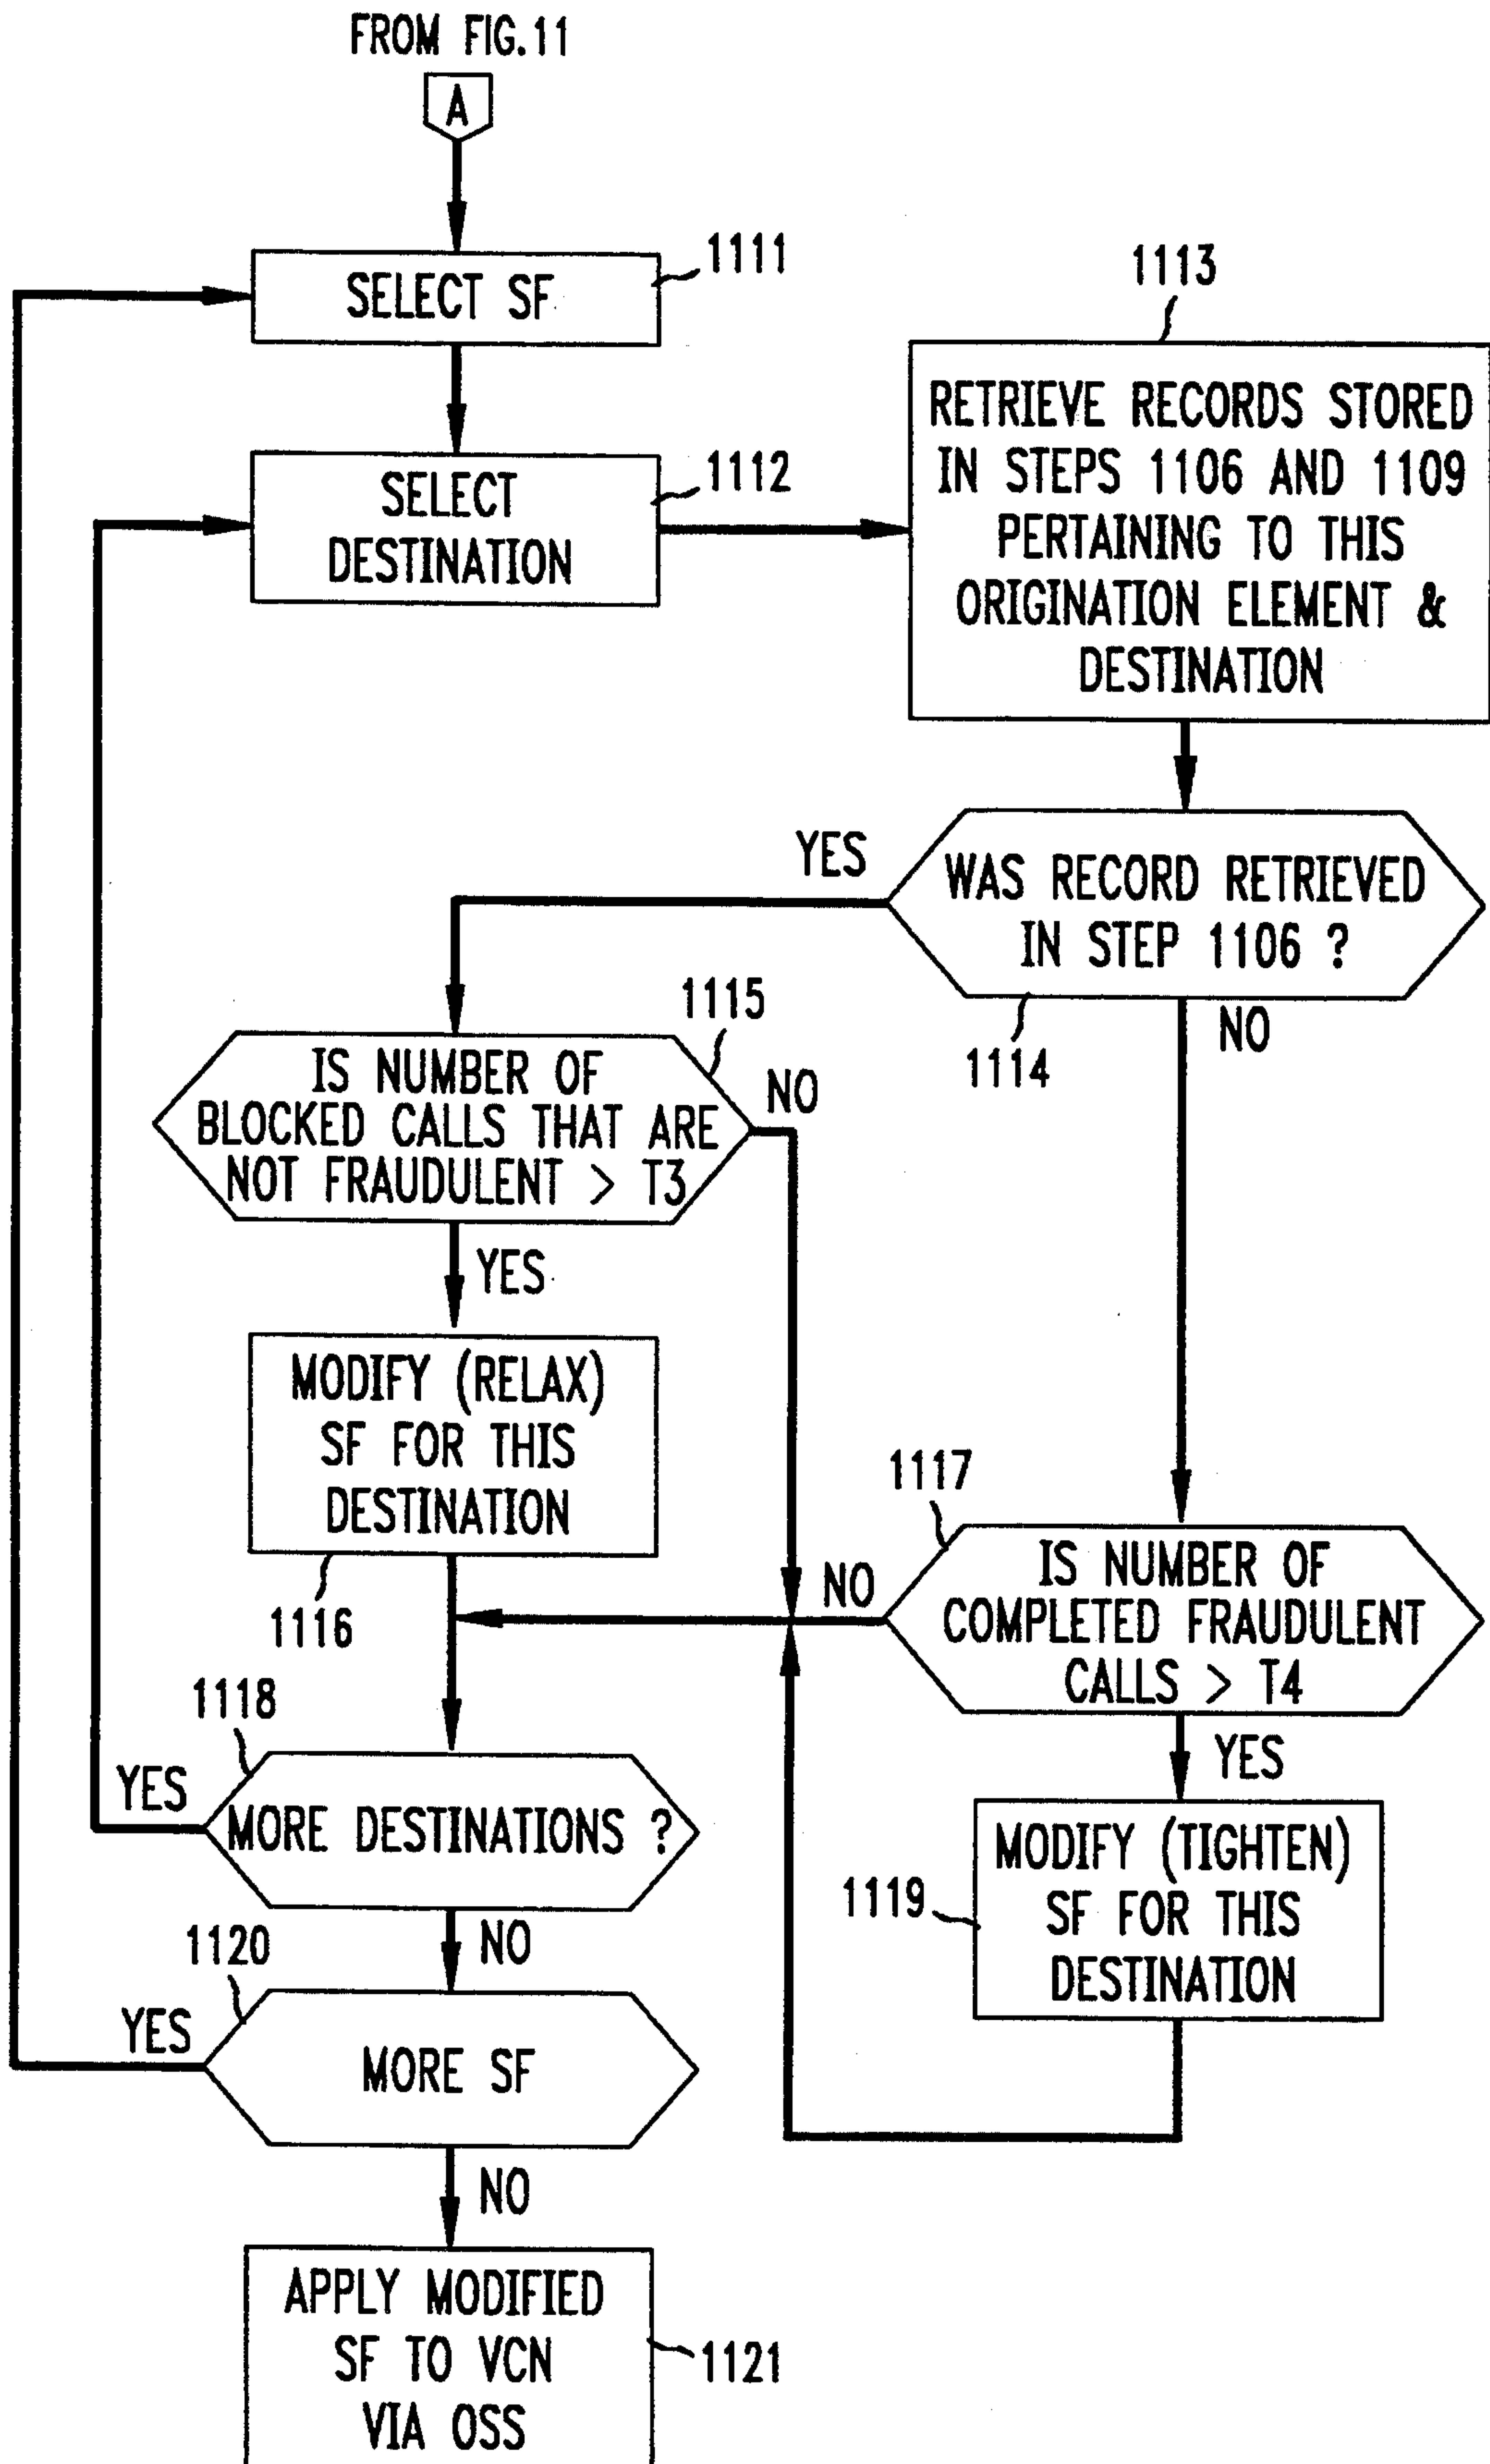 FROM FIG.11
A
1111
SELECT SF
1112
SELECT
DESTINATION
1113
RETRIEVE RECORDS STORED
IN STEPS 1106 AND 1109
PERTAINING TO THIS
ORIGINATION ELEMENT &
DESTINATION
WAS RECORD RETRIEVED
IN STEP 1106 ?
1114
YES
NO
1115
IS NUMBER OF
BLOCKED CALLS THAT ARE
NOT FRAUDULENT > T3
NO
YES
MODIFY (RELAX)
SF FOR THIS
DESTINATION
1116
1117
IS NUMBER OF
COMPLETED FRAUDULENT
CALLS > T4
NO
YES
1118
MORE DESTINATIONS ?
YES
NO
MODIFY (TIGHTEN)
SF FOR THIS
DESTINATION
1119
1120
MORE SF
YES
NO
APPLY MODIFIED
SF TO VCN
VIA OSS
1121